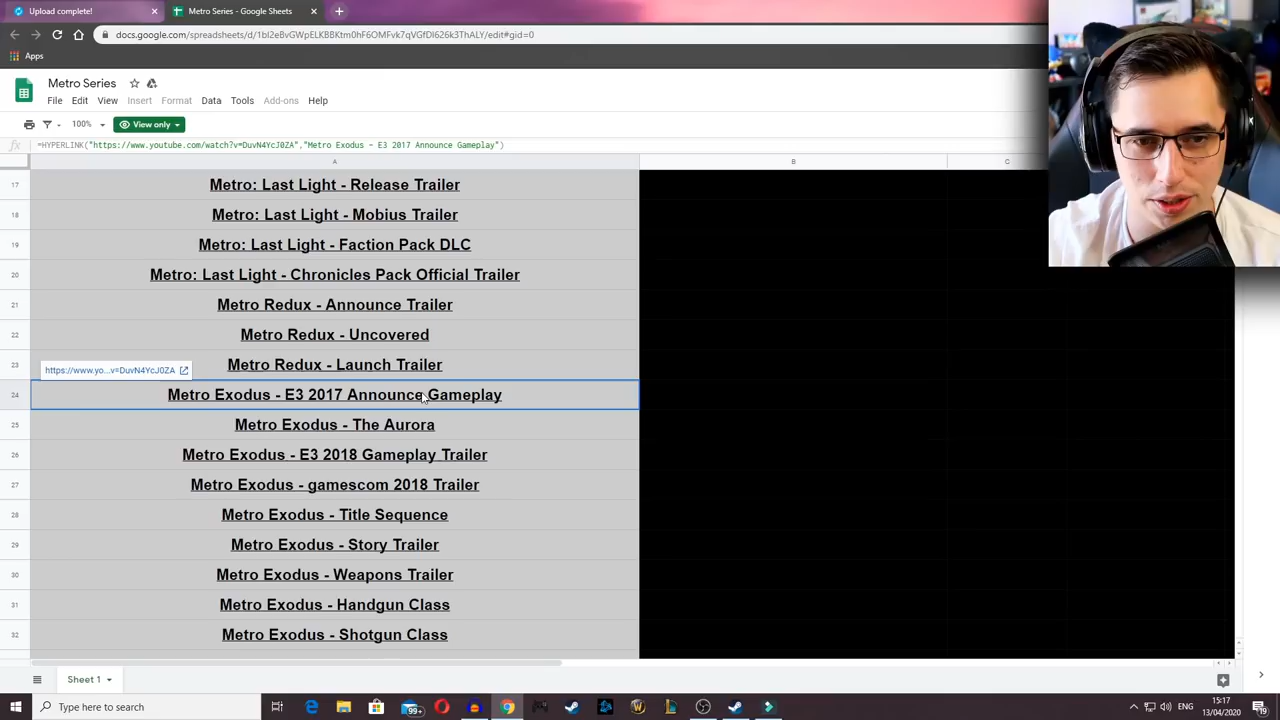 Upload complete!
Metro Series - Google Sheets
docs.google.com/spreadsheets/d/1bI2eBvGWpELKBBKtm0hF6OMFvk7qVGfDI626k3ThALY/edit#gid=0
Apps
Metro Series
File Edit View Insert Format Data Tools Add-ons Help
100% View only
fx =HYPERLINK("https://www.youtube.com/watch?v=DuvN4YcJ0ZA","Metro Exodus - E3 2017 Announce Gameplay")
A B C
17 Metro: Last Light - Release Trailer
18 Metro: Last Light - Mobius Trailer
19 Metro: Last Light - Faction Pack DLC
20 Metro: Last Light - Chronicles Pack Official Trailer
21 Metro Redux - Announce Trailer
22 Metro Redux - Uncovered
23 Metro Redux - Launch Trailer
https://www.yo...v=DuvN4YcJ0ZA
24 Metro Exodus - E3 2017 Announce Gameplay
25 Metro Exodus - The Aurora
26 Metro Exodus - E3 2018 Gameplay Trailer
27 Metro Exodus - gamescom 2018 Trailer
28 Metro Exodus - Title Sequence
29 Metro Exodus - Story Trailer
30 Metro Exodus - Weapons Trailer
31 Metro Exodus - Handgun Class
32 Metro Exodus - Shotgun Class
Sheet 1
Type here to search
99+
ENG
15:17
13/04/2020
19